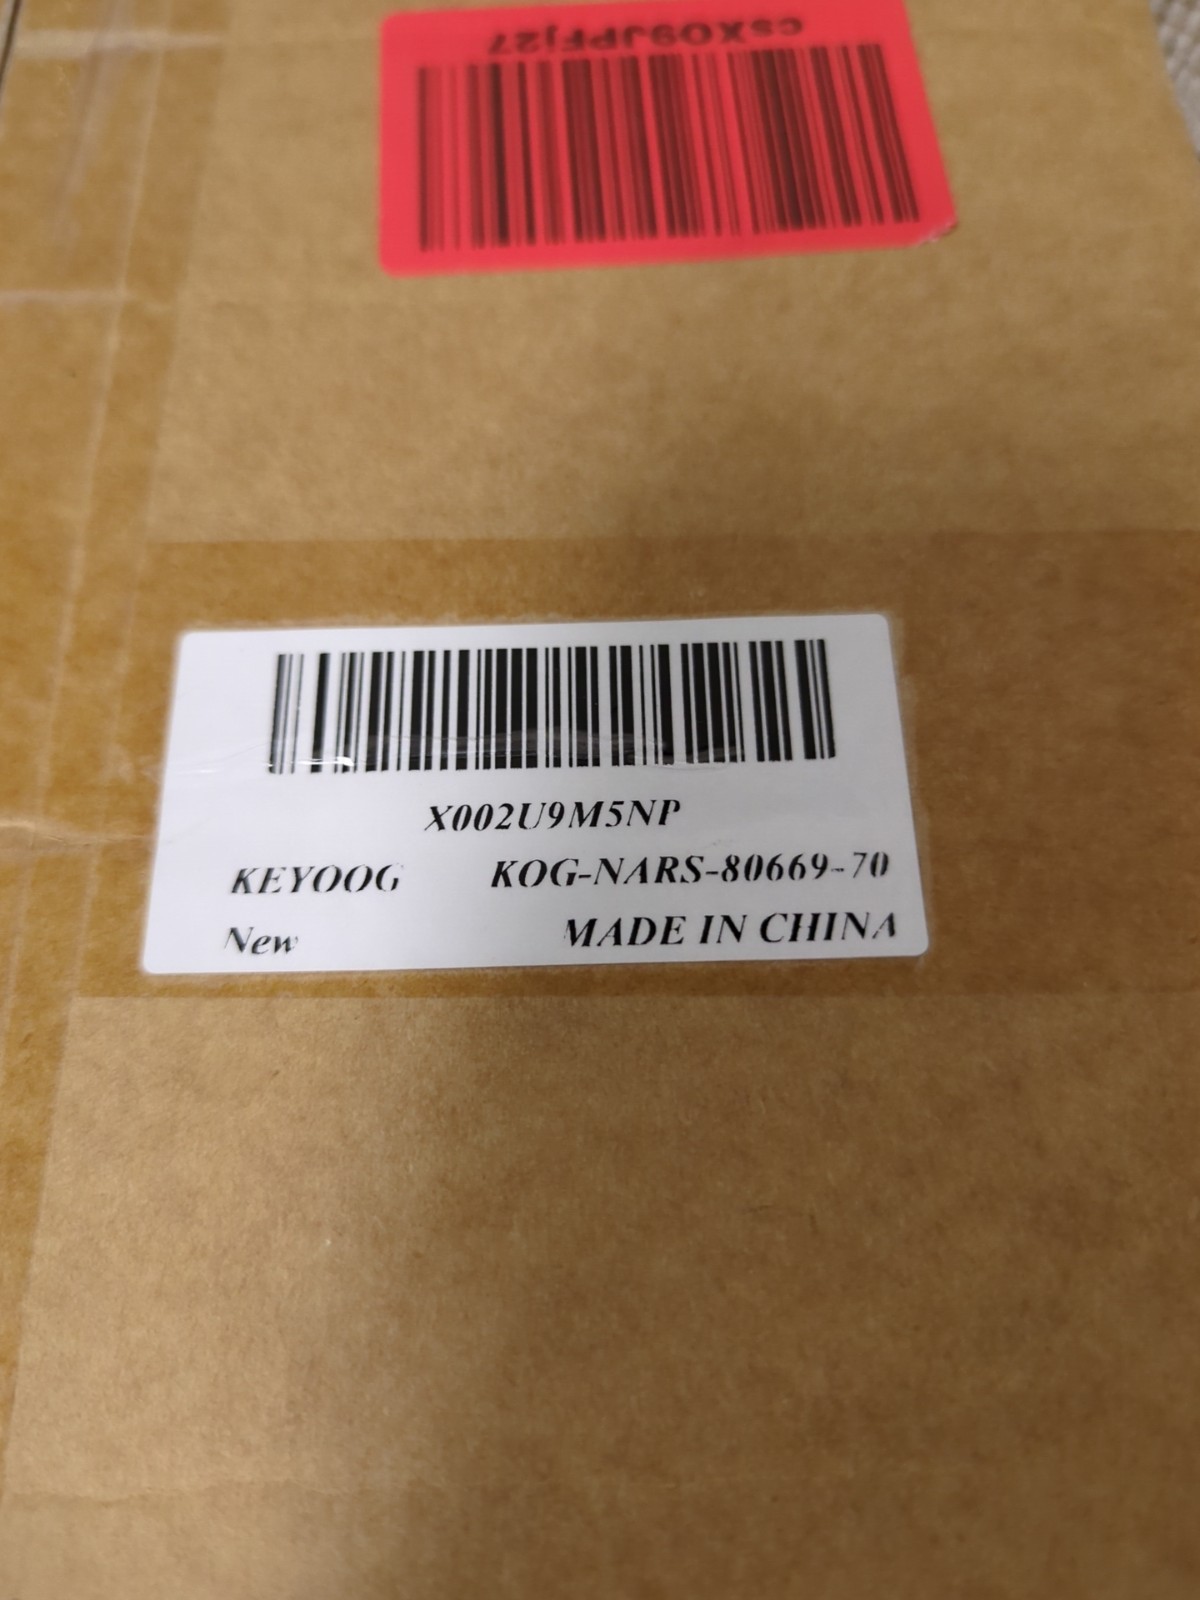 csXO9JPFj27
X002U9M5NP
KEYOOG KOG-NARS-80669-70
New MADE IN CHINA